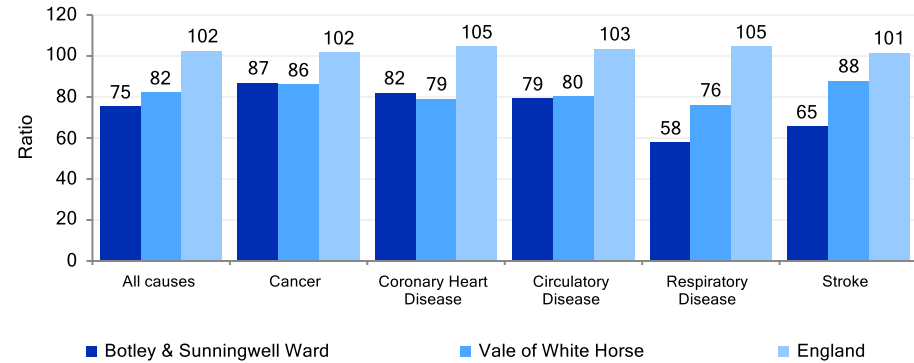 120
100
80
60
40
20
0
Ratio
75 82 102
87 86 102
82 79 105
79 80 103
58 76 105
65 88 101
All causes
Cancer
Coronary Heart
Disease
Circulatory
Disease
Respiratory
Disease
Stroke
Botley & Sunningwell Ward
Vale of White Horse
England